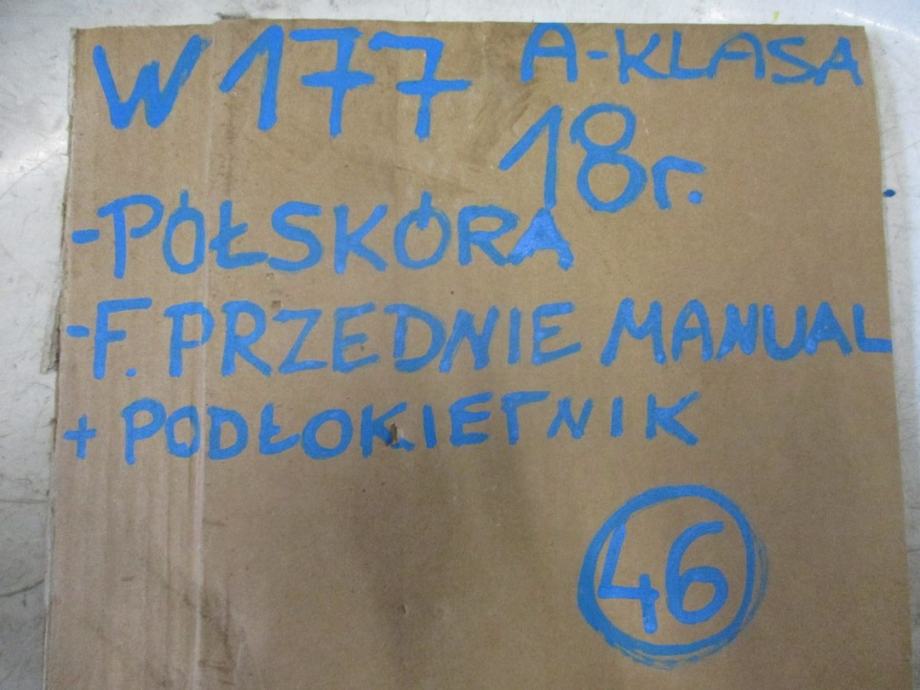 W177 A-KLASA
18r.
-PÓŁSKÓRA
-F. PRZEDNIE MANUAL
+ PODŁOKIETNIK
46